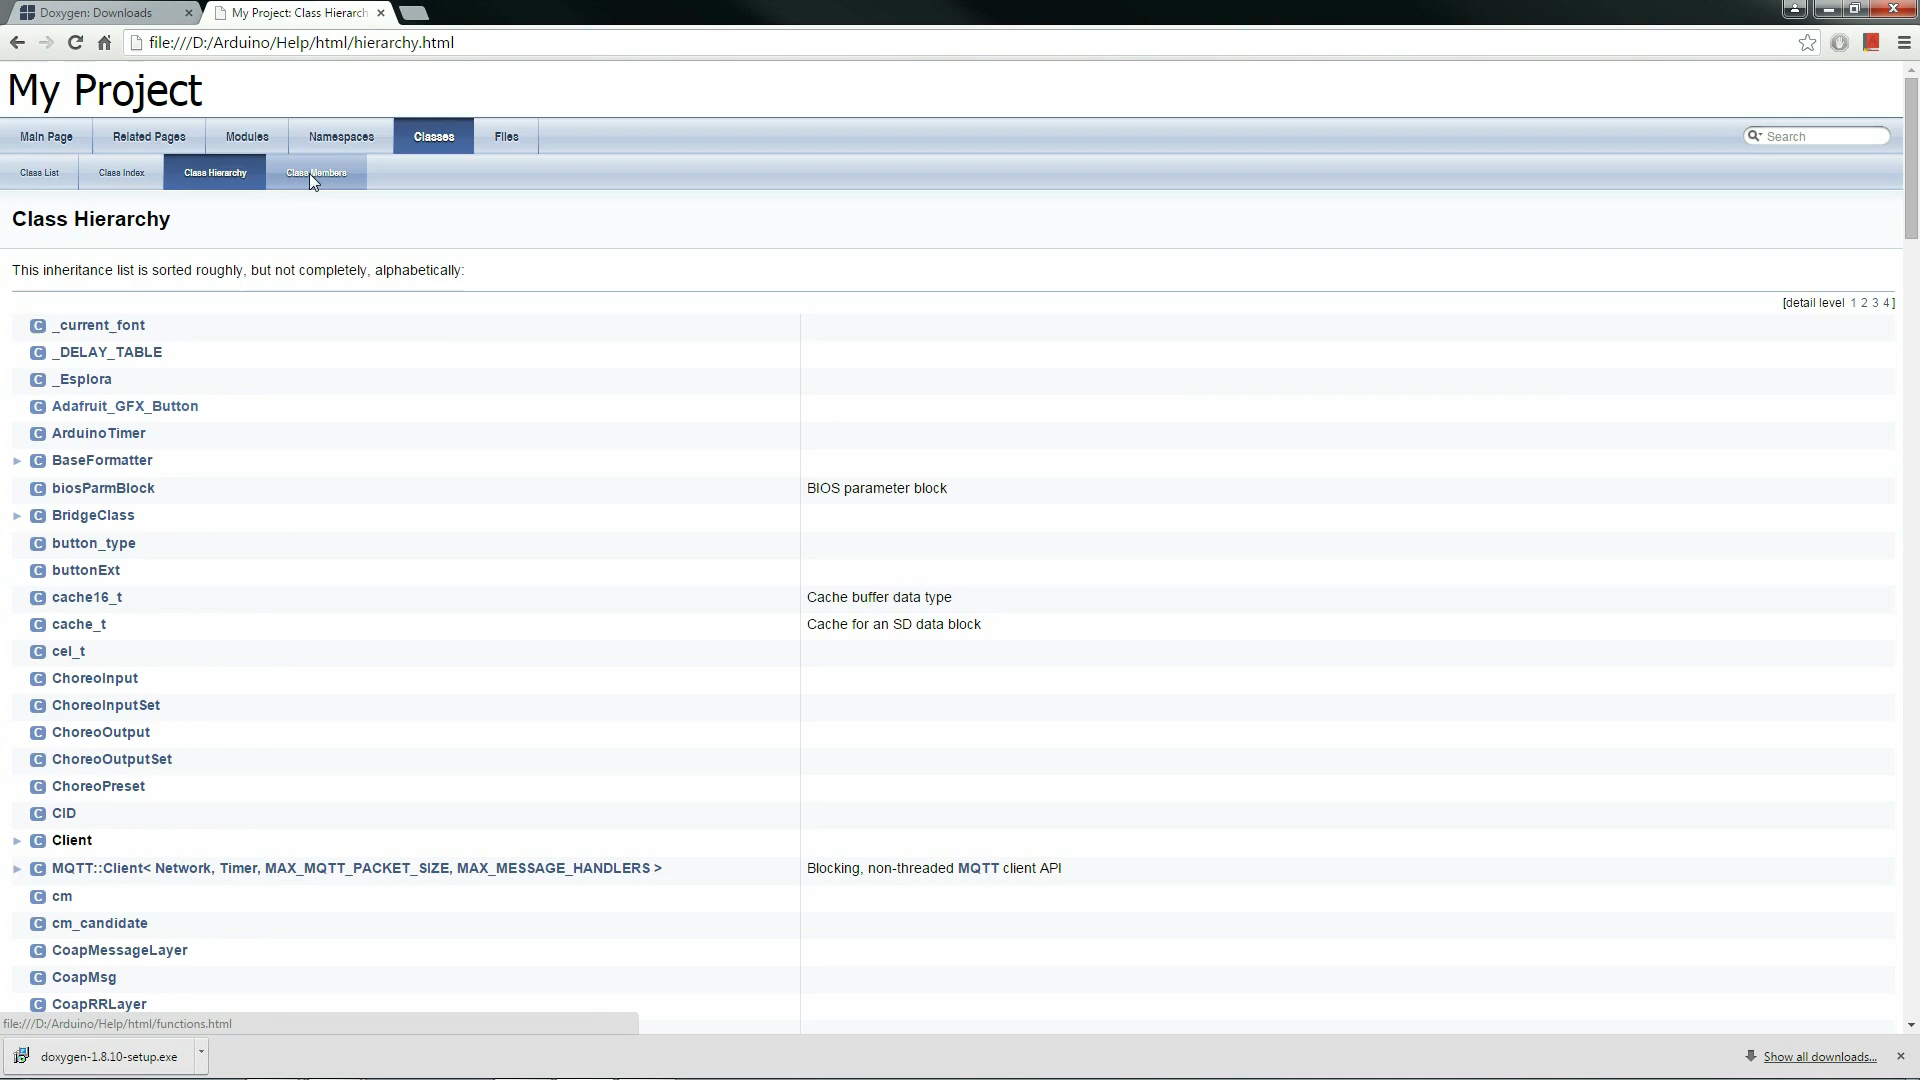 Doxygen: Downloads
My Project: Class Hierarch
file:///D:/Arduino/Help/html/hierarchy.html
My Project
Main Page
Related Pages
Modules
Namespaces
Classes
Files
Search
Class List
Class Index
Class Hierarchy
Class Members
Class Hierarchy
This inheritance list is sorted roughly, but not completely, alphabetically:
[detail level 1 2 3 4]
C _current_font
C _DELAY_TABLE
C _Esplora
C Adafruit_GFX_Button
C ArduinoTimer
C BaseFormatter
C biosParmBlock BIOS parameter block
C BridgeClass
C button_type
C buttonExt
C cache16_t Cache buffer data type
C cache_t Cache for an SD data block
C cel_t
C ChoreoInput
C ChoreoInputSet
C ChoreoOutput
C ChoreoOutputSet
C ChoreoPreset
C CID
C Client
C MQTT::Client< Network, Timer, MAX_MQTT_PACKET_SIZE, MAX_MESSAGE_HANDLERS > Blocking, non-threaded MQTT client API
C cm
C cm_candidate
C CoapMessageLayer
C CoapMsg
C CoapRRLayer
file:///D:/Arduino/Help/html/functions.html
doxygen-1.8.10-setup.exe
Show all downloads...